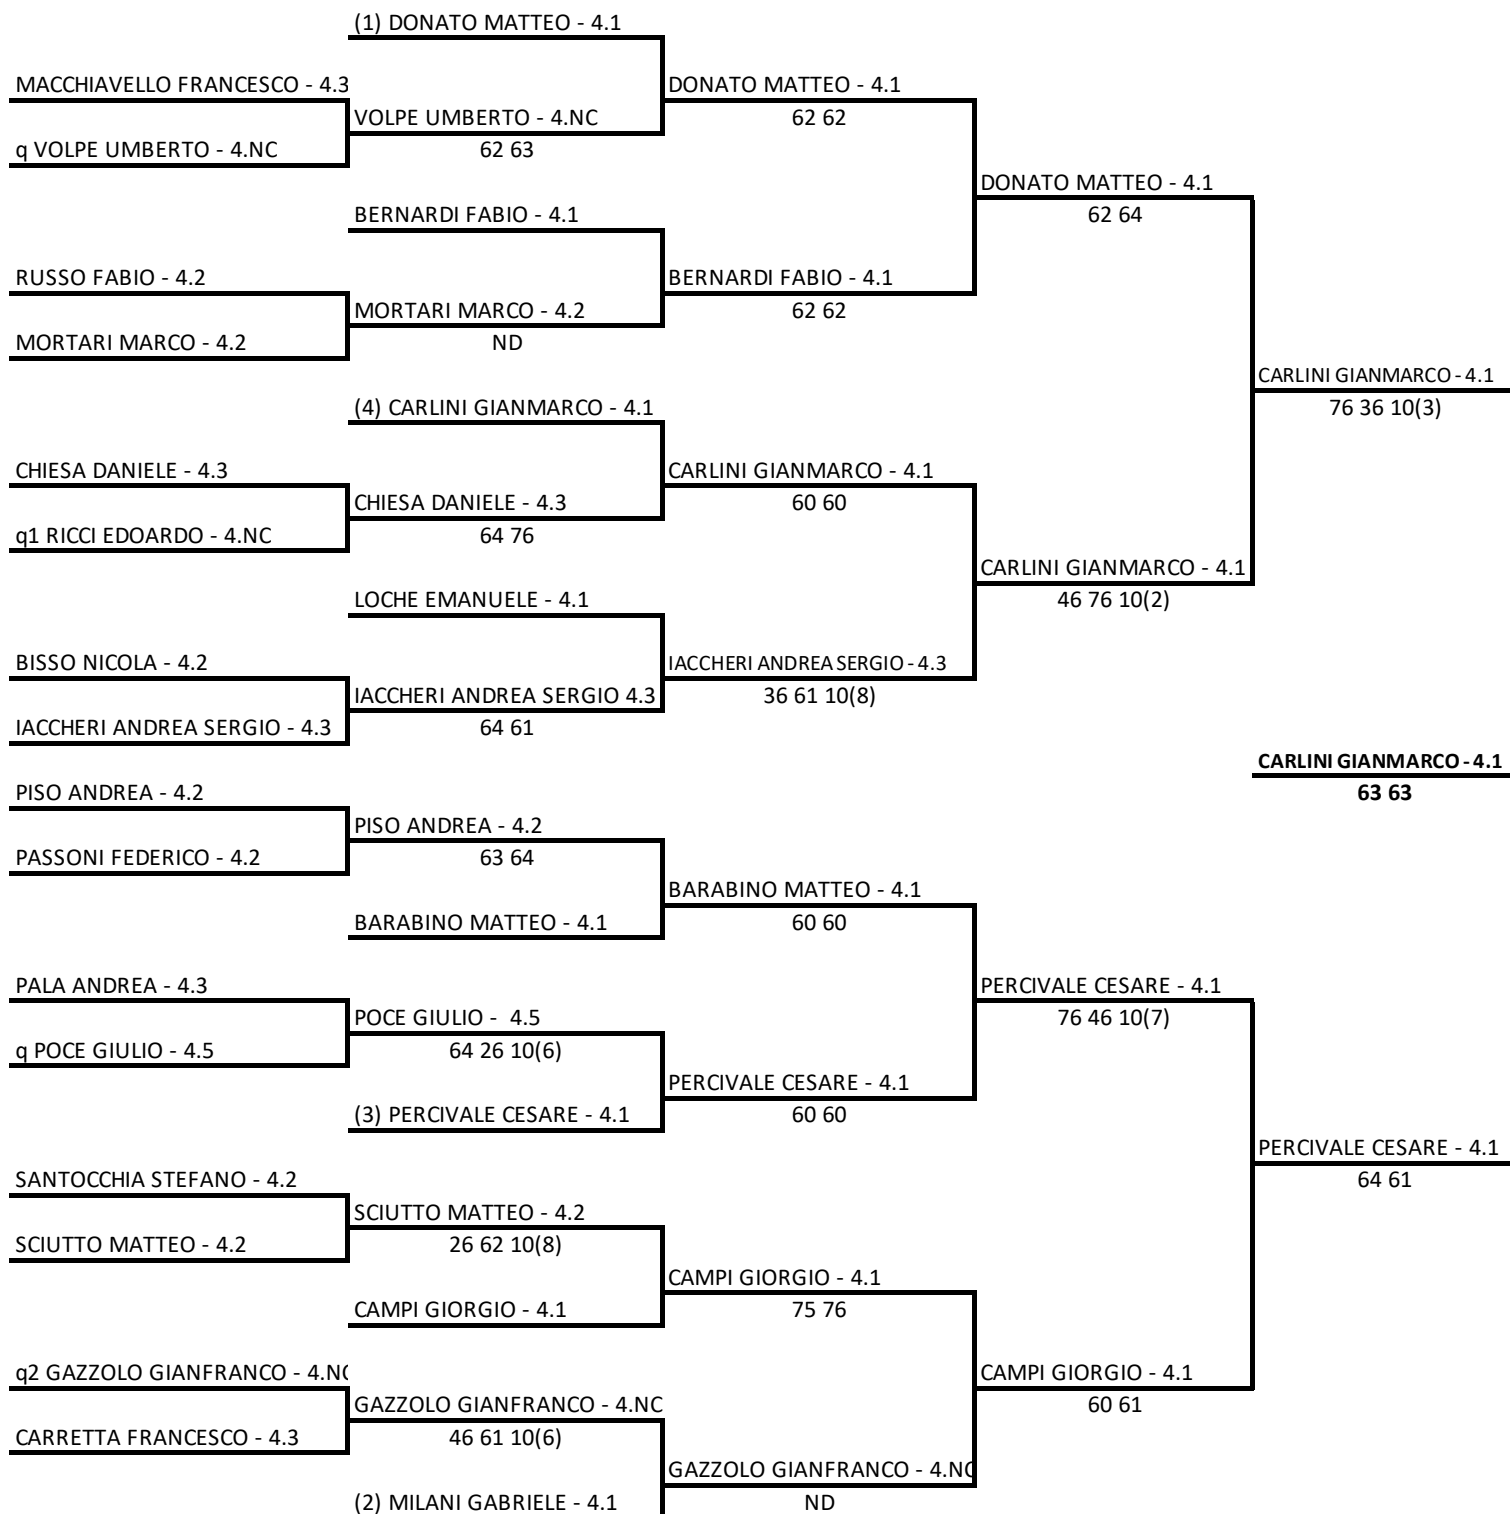 (1) DONATO MATTEO - 4.1
MACCHIAVELLO FRANCESCO - 4.3
DONATO MATTEO - 4.1
VOLPE UMBERTO - 4.NC
62 62
q VOLPE UMBERTO - 4.NC
62 63
DONATO MATTEO - 4.1
BERNARDI FABIO - 4.1
62 64
RUSSO FABIO - 4.2
BERNARDI FABIO - 4.1
MORTARI MARCO - 4.2
62 62
MORTARI MARCO - 4.2
ND
CARLINI GIANMARCO - 4.1
(4) CARLINI GIANMARCO - 4.1
76 36 10(3)
CHIESA DANIELE - 4.3
CARLINI GIANMARCO - 4.1
CHIESA DANIELE - 4.3
60 60
q1 RICCI EDOARDO - 4.NC
64 76
CARLINI GIANMARCO - 4.1
LOCHE EMANUELE - 4.1
46 76 10(2)
BISSO NICOLA - 4.2
IACCHERI ANDREA SERGIO - 4.3
IACCHERI ANDREA SERGIO 4.3
36 61 10(8)
IACCHERI ANDREA SERGIO - 4.3
64 61
CARLINI GIANMARCO - 4.1
PISO ANDREA - 4.2
63 63
PISO ANDREA - 4.2
PASSONI FEDERICO - 4.2
63 64
BARABINO MATTEO - 4.1
BARABINO MATTEO - 4.1
60 60
PALA ANDREA - 4.3
PERCIVALE CESARE - 4.1
POCE GIULIO -  4.5
76 46 10(7)
q POCE GIULIO - 4.5
64 26 10(6)
PERCIVALE CESARE - 4.1
(3) PERCIVALE CESARE - 4.1
60 60
PERCIVALE CESARE - 4.1
SANTOCCHIA STEFANO - 4.2
64 61
SCIUTTO MATTEO - 4.2
SCIUTTO MATTEO - 4.2
26 62 10(8)
CAMPI GIORGIO - 4.1
CAMPI GIORGIO - 4.1
75 76
q2 GAZZOLO GIANFRANCO - 4.NC
CAMPI GIORGIO - 4.1
GAZZOLO GIANFRANCO - 4.NC
60 61
CARRETTA FRANCESCO - 4.3
46 61 10(6)
GAZZOLO GIANFRANCO - 4.NC
(2) MILANI GABRIELE - 4.1
ND